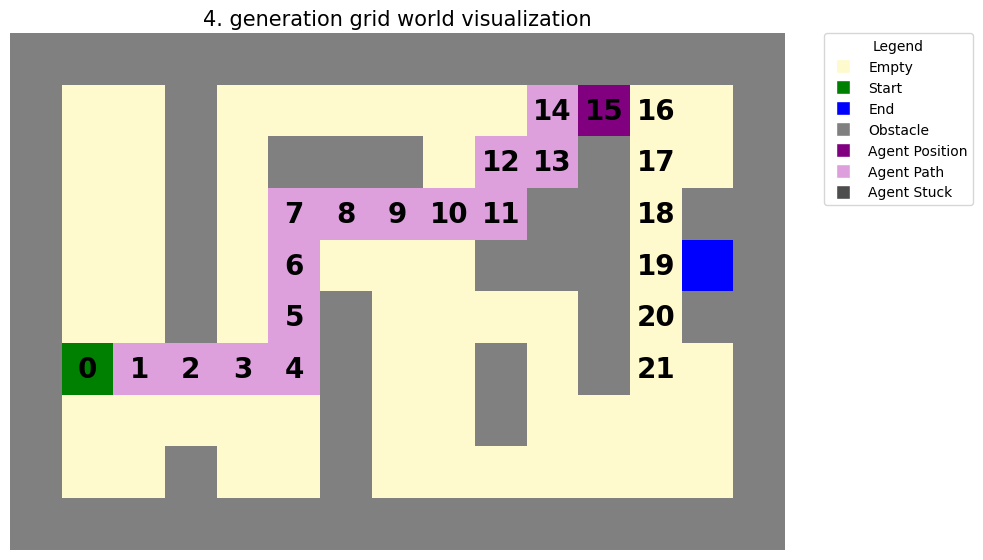 4. generation grid world visualization
14 15 16
12 13 17
7 8 9 10 11 18
6 19
5 20
0 1 2 3 4 21
Legend
Empty
Start
End
Obstacle
Agent Position
Agent Path
Agent Stuck